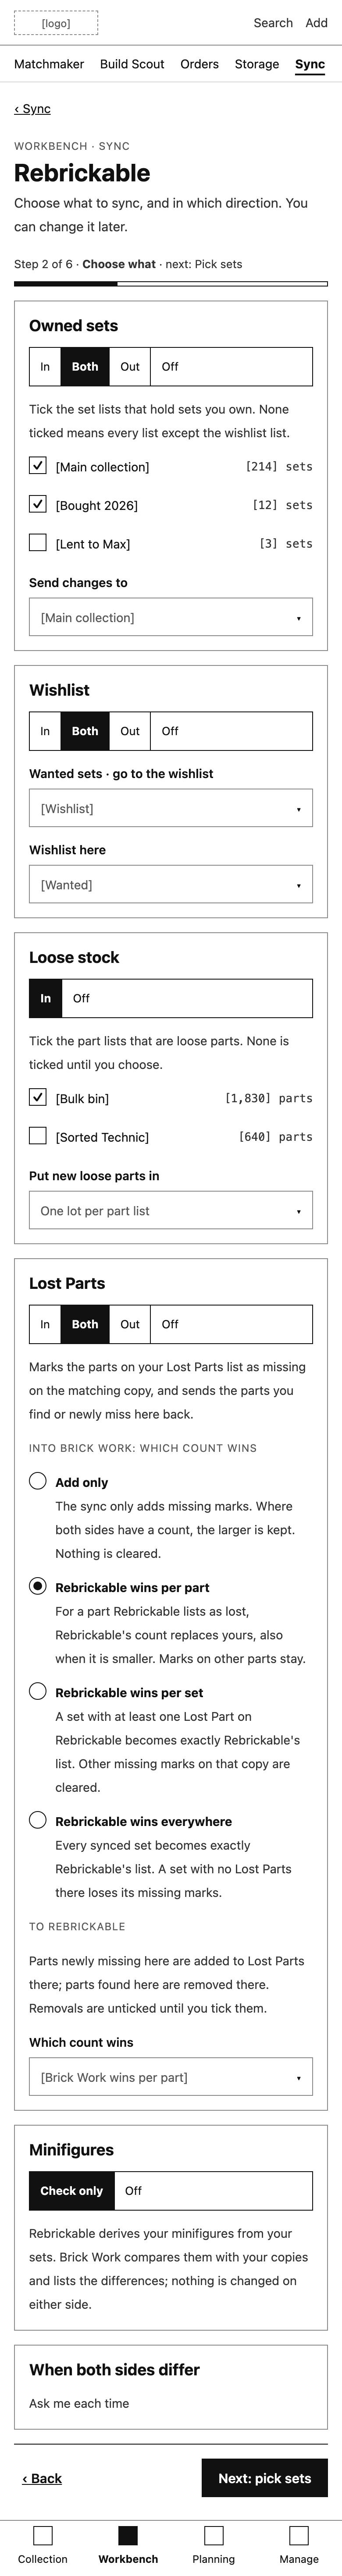 [logo]
Search Add
Matchmaker Build Scout Orders Storage Sync
‹ Sync
WORKBENCH · SYNC
Rebrickable
Choose what to sync, and in which direction. You
can change it later.
Step 2 of 6 · Choose what · next: Pick sets
Owned sets
In Both Out Off
Tick the set lists that hold sets you own. None
ticked means every list except the wishlist list.
[Main collection] [214] sets
[Bought 2026] [12] sets
[Lent to Max] [3] sets
Send changes to
[Main collection]
Wishlist
In Both Out Off
Wanted sets · go to the wishlist
[Wishlist]
Wishlist here
[Wanted]
Loose stock
In Off
Tick the part lists that are loose parts. None is
ticked until you choose.
[Bulk bin] [1,830] parts
[Sorted Technic] [640] parts
Put new loose parts in
One lot per part list
Lost Parts
In Both Out Off
Marks the parts on your Lost Parts list as missing
on the matching copy, and sends the parts you
find or newly miss here back.
INTO BRICK WORK: WHICH COUNT WINS
Add only
The sync only adds missing marks. Where
both sides have a count, the larger is kept.
Nothing is cleared.
Rebrickable wins per part
For a part Rebrickable lists as lost,
Rebrickable's count replaces yours, also
when it is smaller. Marks on other parts stay.
Rebrickable wins per set
A set with at least one Lost Part on
Rebrickable becomes exactly Rebrickable's
list. Other missing marks on that copy are
cleared.
Rebrickable wins everywhere
Every synced set becomes exactly
Rebrickable's list. A set with no Lost Parts
there loses its missing marks.
TO REBRICKABLE
Parts newly missing here are added to Lost Parts
there; parts found here are removed there.
Removals are unticked until you tick them.
Which count wins
[Brick Work wins per part]
Minifigures
Check only Off
Rebrickable derives your minifigures from your
sets. Brick Work compares them with your copies
and lists the differences; nothing is changed on
either side.
When both sides differ
Ask me each time
‹ Back
Next: pick sets
Collection Workbench Planning Manage